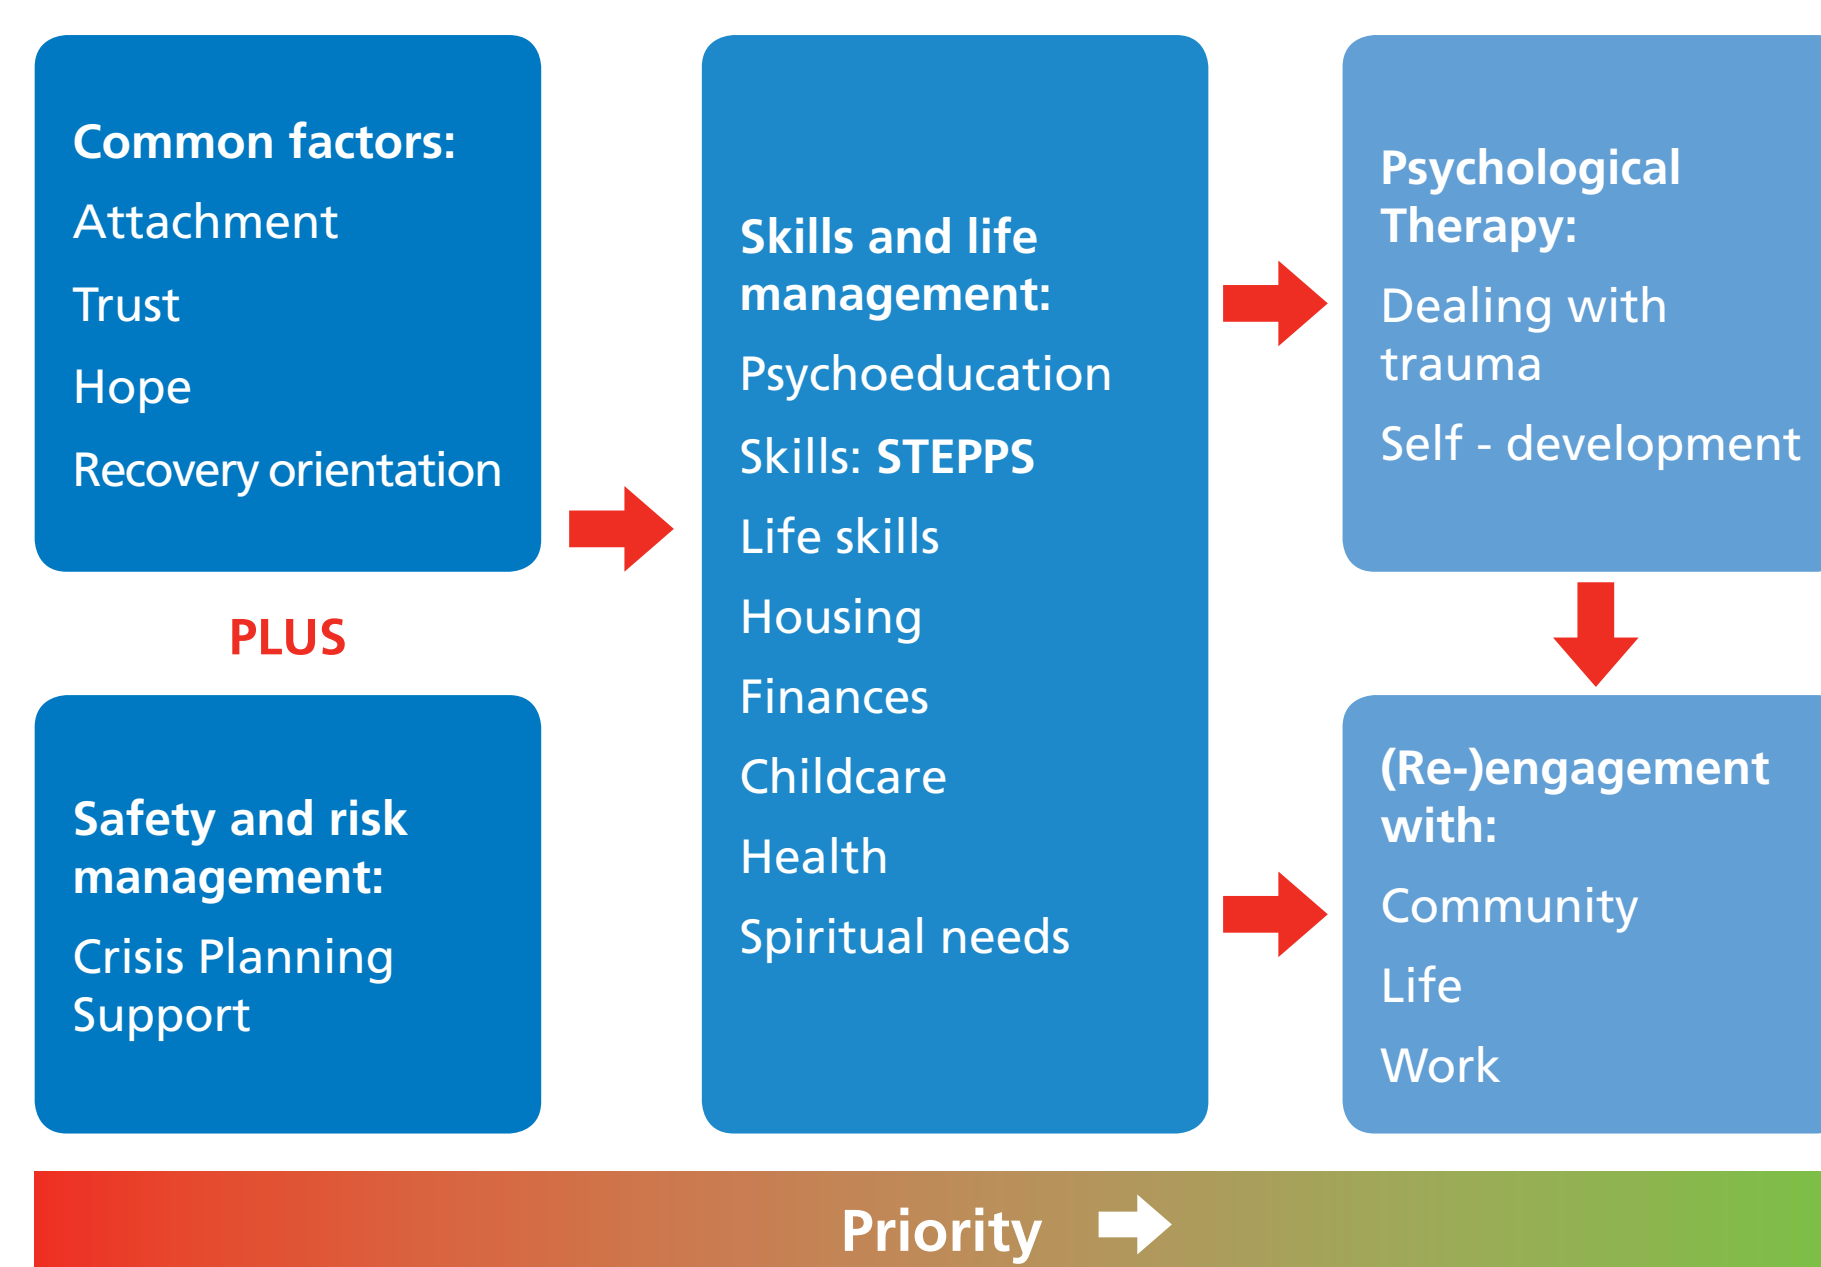 Common factors:
Attachment
Trust
Hope
Recovery orientation
PLUS
Safety and risk
management:
Crisis Planning
Support
Skills and life
management:
Psychoeducation
Skills: STEPPS
Life skills
Housing
Finances
Childcare
Health
Spiritual needs
Psychological
Therapy:
Dealing with
trauma
Self - development
(Re-)engagement
with:
Community
Life
Work
Priority